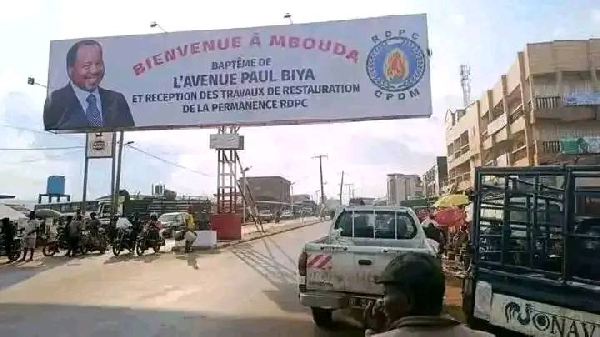 BIENVENUE À MBOUDA
BAPTÊME DE
L'AVENUE PAUL BIYA
ET RECEPTION DES TRAVAUX DE RESTAURATION
DE LA PERMANENCE RDPC
RDPC
CPDM
JONAV